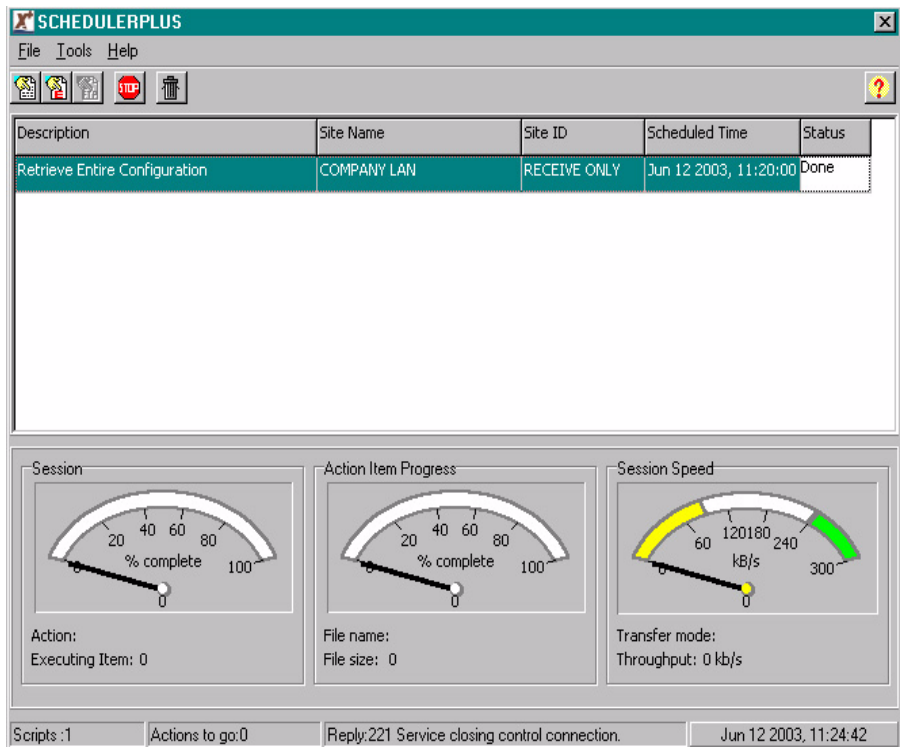 SCHEDULERPLUS
File Tools Help
STOP
?
Description Site Name Site ID Scheduled Time Status
Retrieve Entire Configuration COMPANY LAN RECEIVE ONLY Jun 12 2003, 11:20:00 Done
Session
0 20 40 60 80 100
% complete
0
Action:
Executing Item: 0
Action Item Progress
0 20 40 60 80 100
% complete
0
File name:
File size: 0
Session Speed
0 60 120 180 240 300
kB/s
0
Transfer mode:
Throughput: 0 kb/s
Scripts :1 Actions to go:0 Reply:221 Service closing control connection. Jun 12 2003, 11:24:42